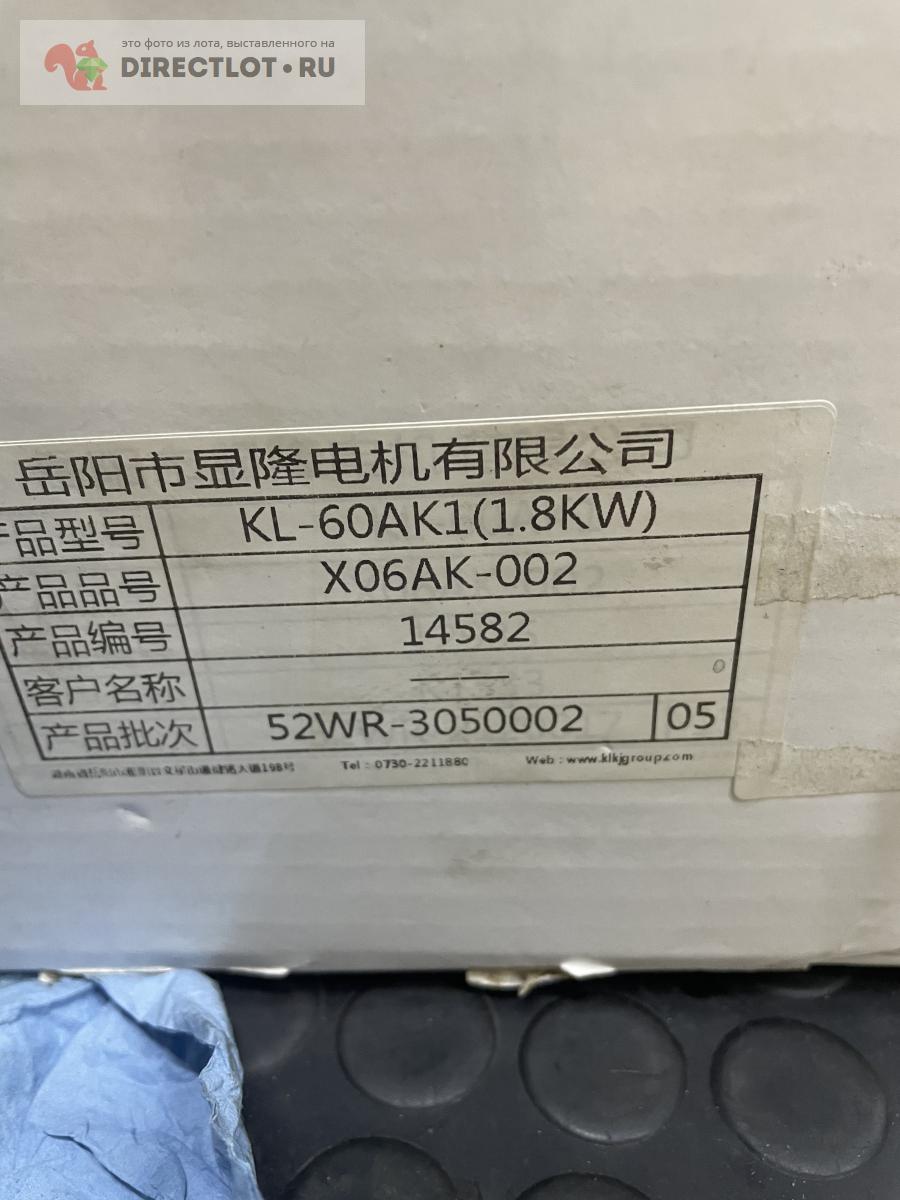 это фото из лота, выставленного на
DIRECTLOT•RU
岳阳市显隆电机有限公司
产品型号 KL-60AK1(1.8KW)
产品品号 X06AK-002
产品编号 14582
客户名称 ——
产品批次 52WR-3050002 05
Tel：0730-2211880 Web：www.klkjgroup.com